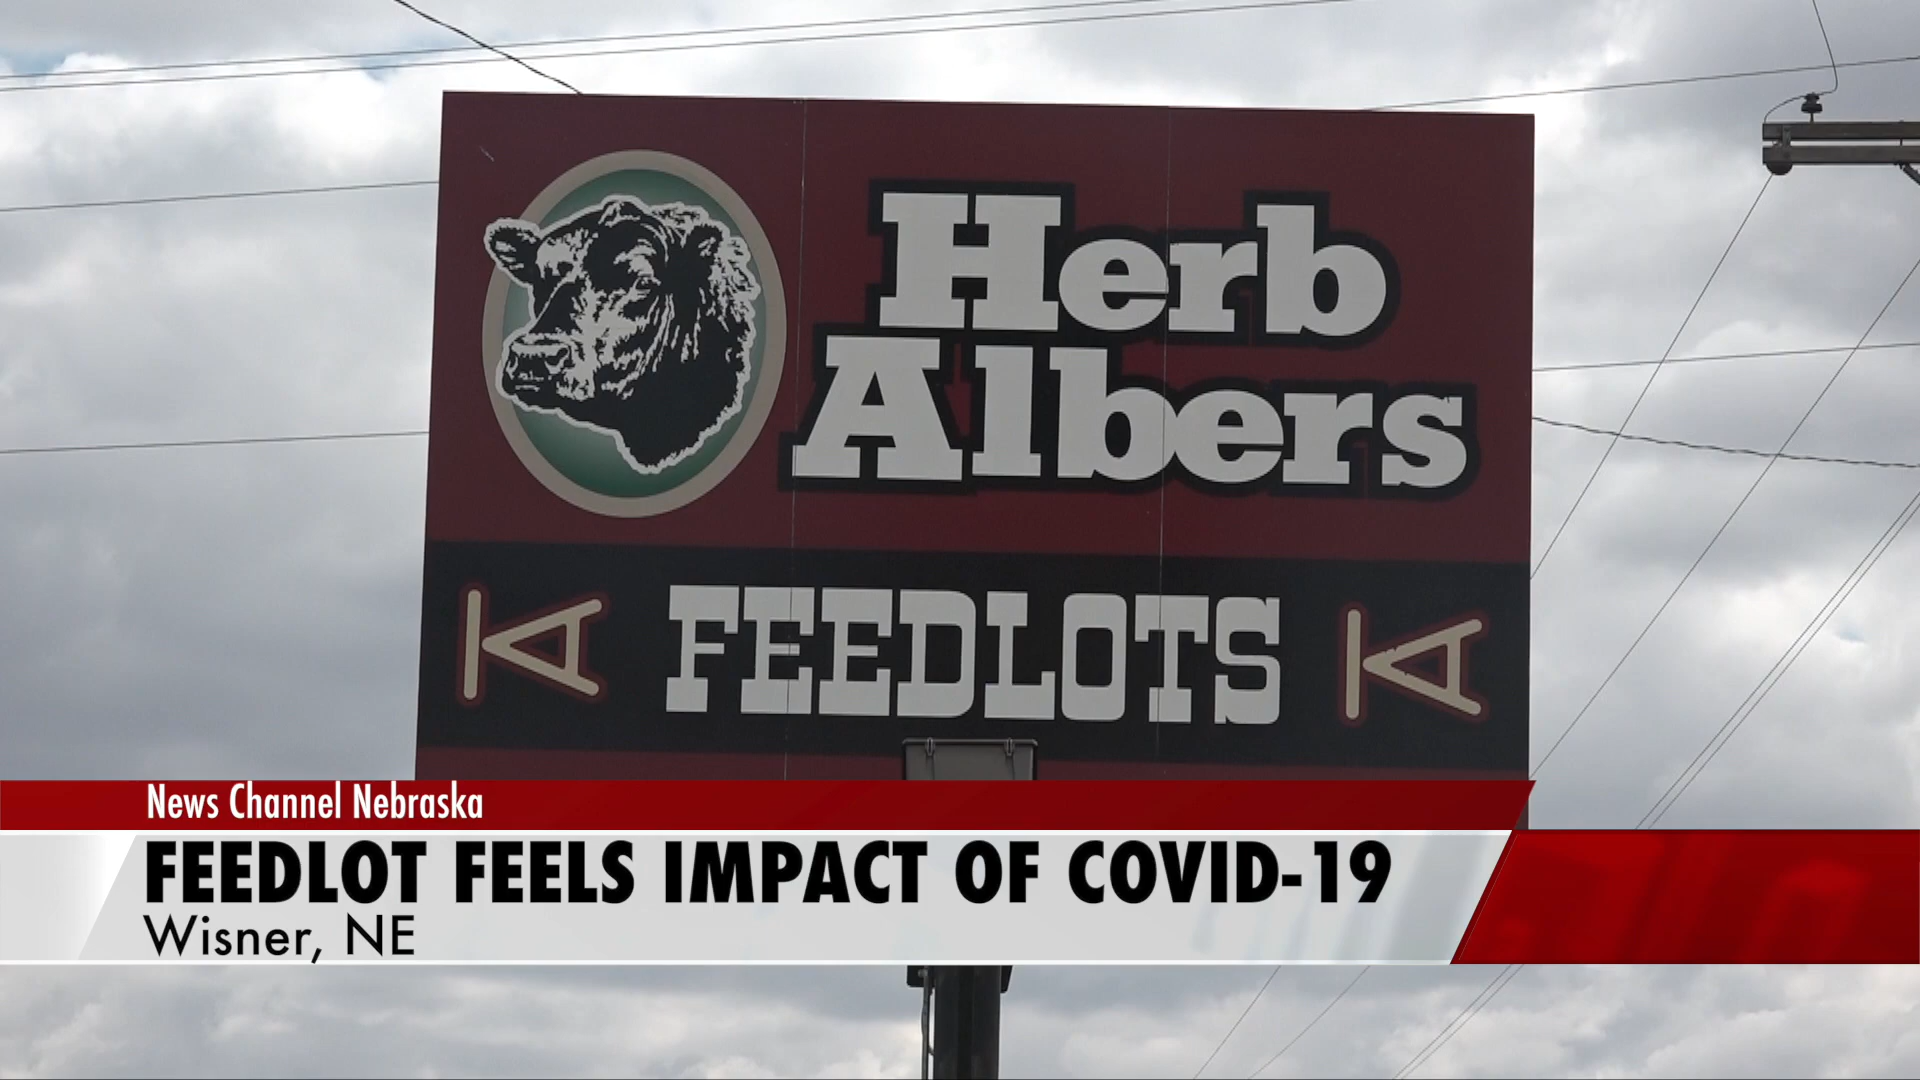 Herb
Albers
FEEDLOTS
News Channel Nebraska
FEEDLOT FEELS IMPACT OF COVID-19
Wisner, NE